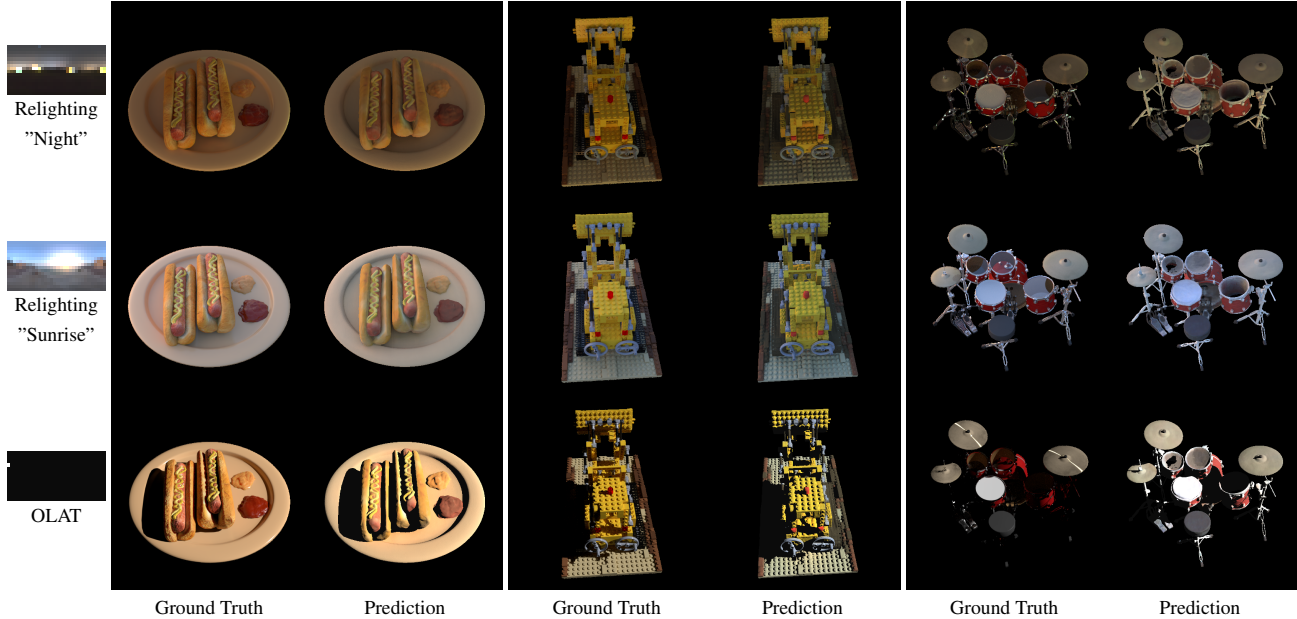 Relighting
”Night”
Relighting
”Sunrise”
OLAT
Ground Truth Prediction Ground Truth Prediction Ground Truth Prediction